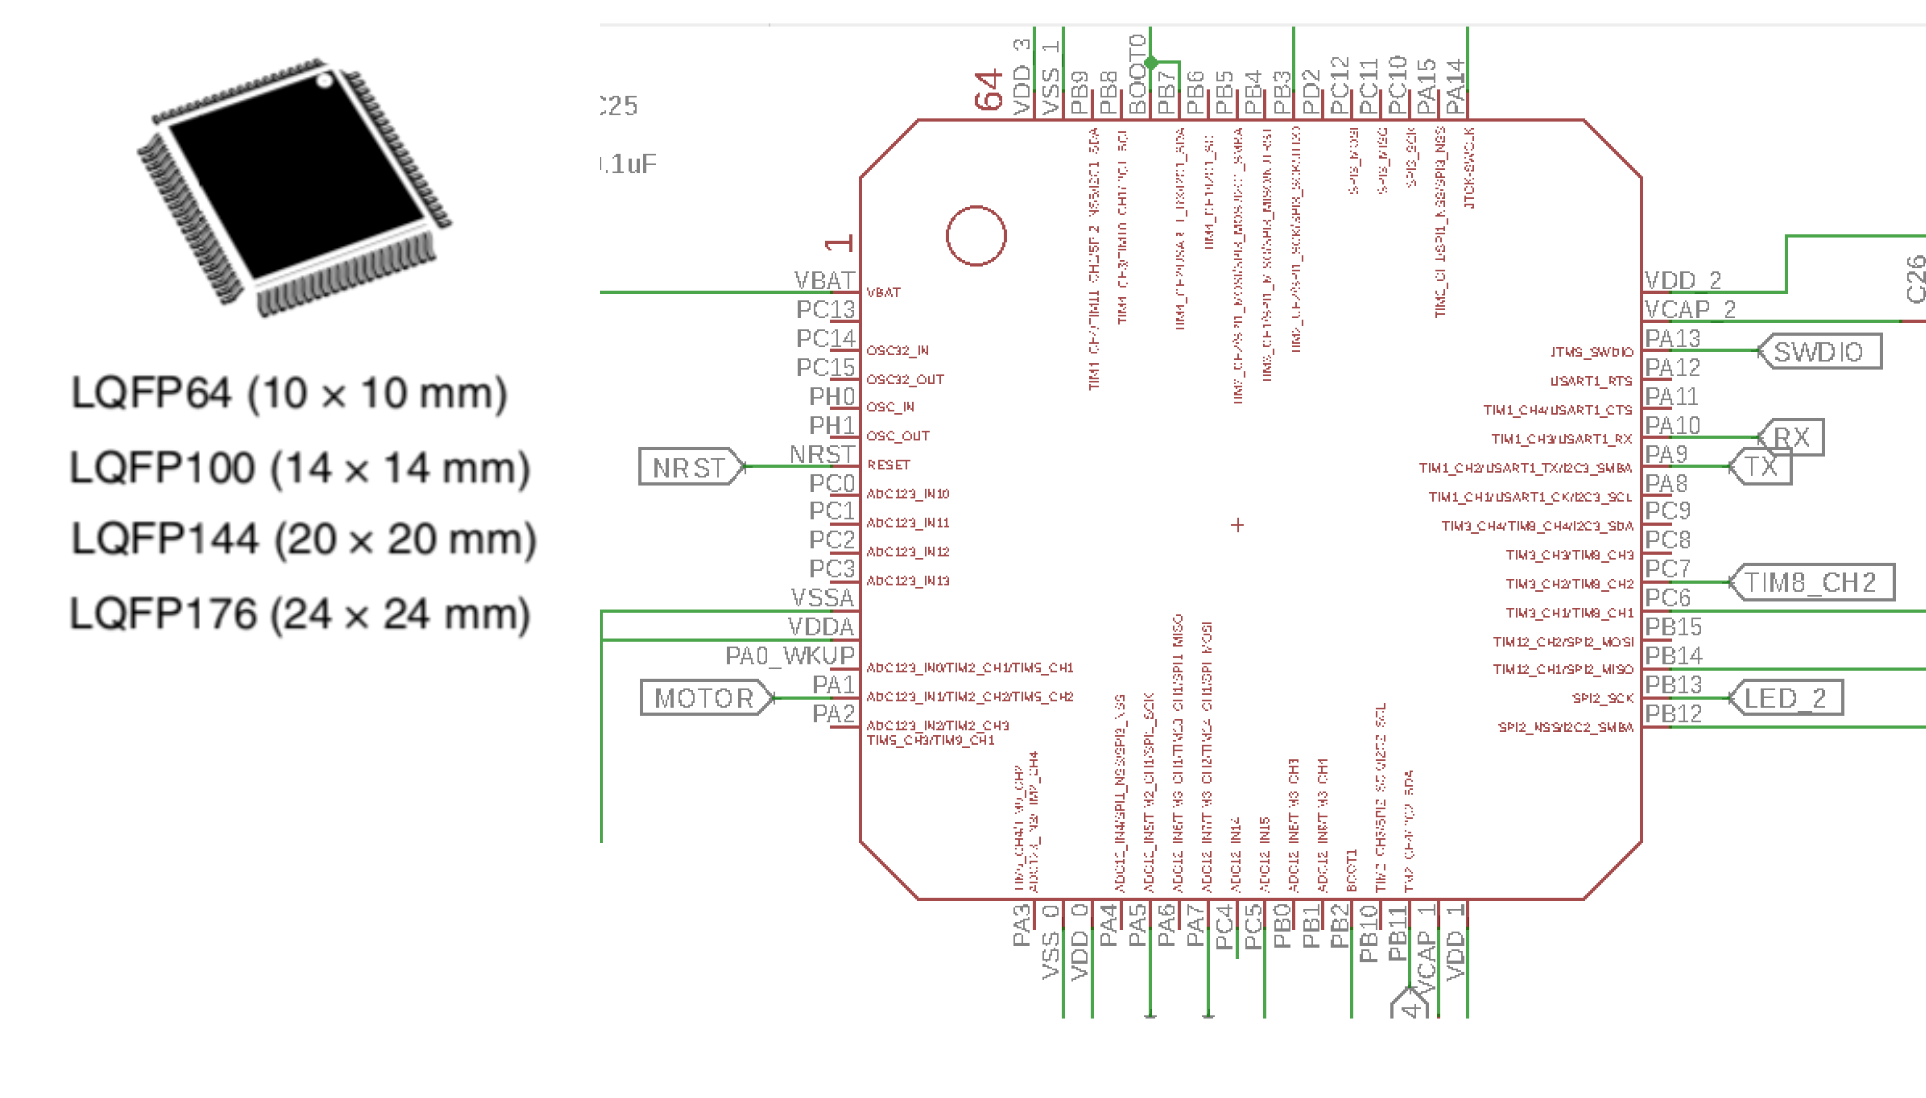 LQFP64 (10 × 10 mm)
LQFP100 (14 × 14 mm)
LQFP144 (20 × 20 mm)
LQFP176 (24 × 24 mm)
C25
.1uF
64
1
VDD_3
VSS_1
PB9
PB8
BOOT0
PB7
PB6
PB5
PB4
PB3
PD2
PC12
PC11
PC10
PA15
PA14
SPI3_MOSI
SPI3_MISO
SPI3_SCK
JTCK-SWCLK
VBAT
VBAT
PC13
PC14
OSC32_IN
PC15
OSC32_OUT
PH0
OSC_IN
PH1
OSC_OUT
NRST
NRST
RESET
PC0
ADC123_IN10
PC1
ADC123_IN11
PC2
ADC123_IN12
PC3
ADC123_IN13
VSSA
VDDA
PA0_WKUP
ADC123_IN0/TIM2_CH1/TIM5_CH1
MOTOR
PA1
ADC123_IN1/TIM2_CH2/TIM5_CH2
PA2
ADC123_IN2/TIM2_CH3
TIM5_CH3/TIM9_CH1
VDD_2
C26
VCAP_2
PA13
JTMS_SWDIO
SWDIO
PA12
USART1_RTS
PA11
TIM1_CH4/USART1_CTS
PA10
TIM1_CH3/USART1_RX
RX
PA9
TIM1_CH2/USART1_TX/I2C3_SMBA
TX
PA8
TIM1_CH1/USART1_CK/I2C3_SCL
PC9
TIM3_CH4/TIM8_CH4/I2C3_SDA
PC8
TIM3_CH3/TIM8_CH3
PC7
TIM3_CH2/TIM8_CH2
TIM8_CH2
PC6
TIM3_CH1/TIM8_CH1
PB15
TIM12_CH2/SPI2_MOSI
PB14
TIM12_CH1/SPI2_MISO
PB13
SPI2_SCK
LED_2
PB12
SPI2_NSS/I2C2_SMBA
ADC12_IN14
ADC12_IN15
BOOT1
PA3
VSS_0
VDD_0
PA4
PA5
PA6
PA7
PC4
PC5
PB0
PB1
PB2
PB10
PB11
VCAP_1
VDD_1
4